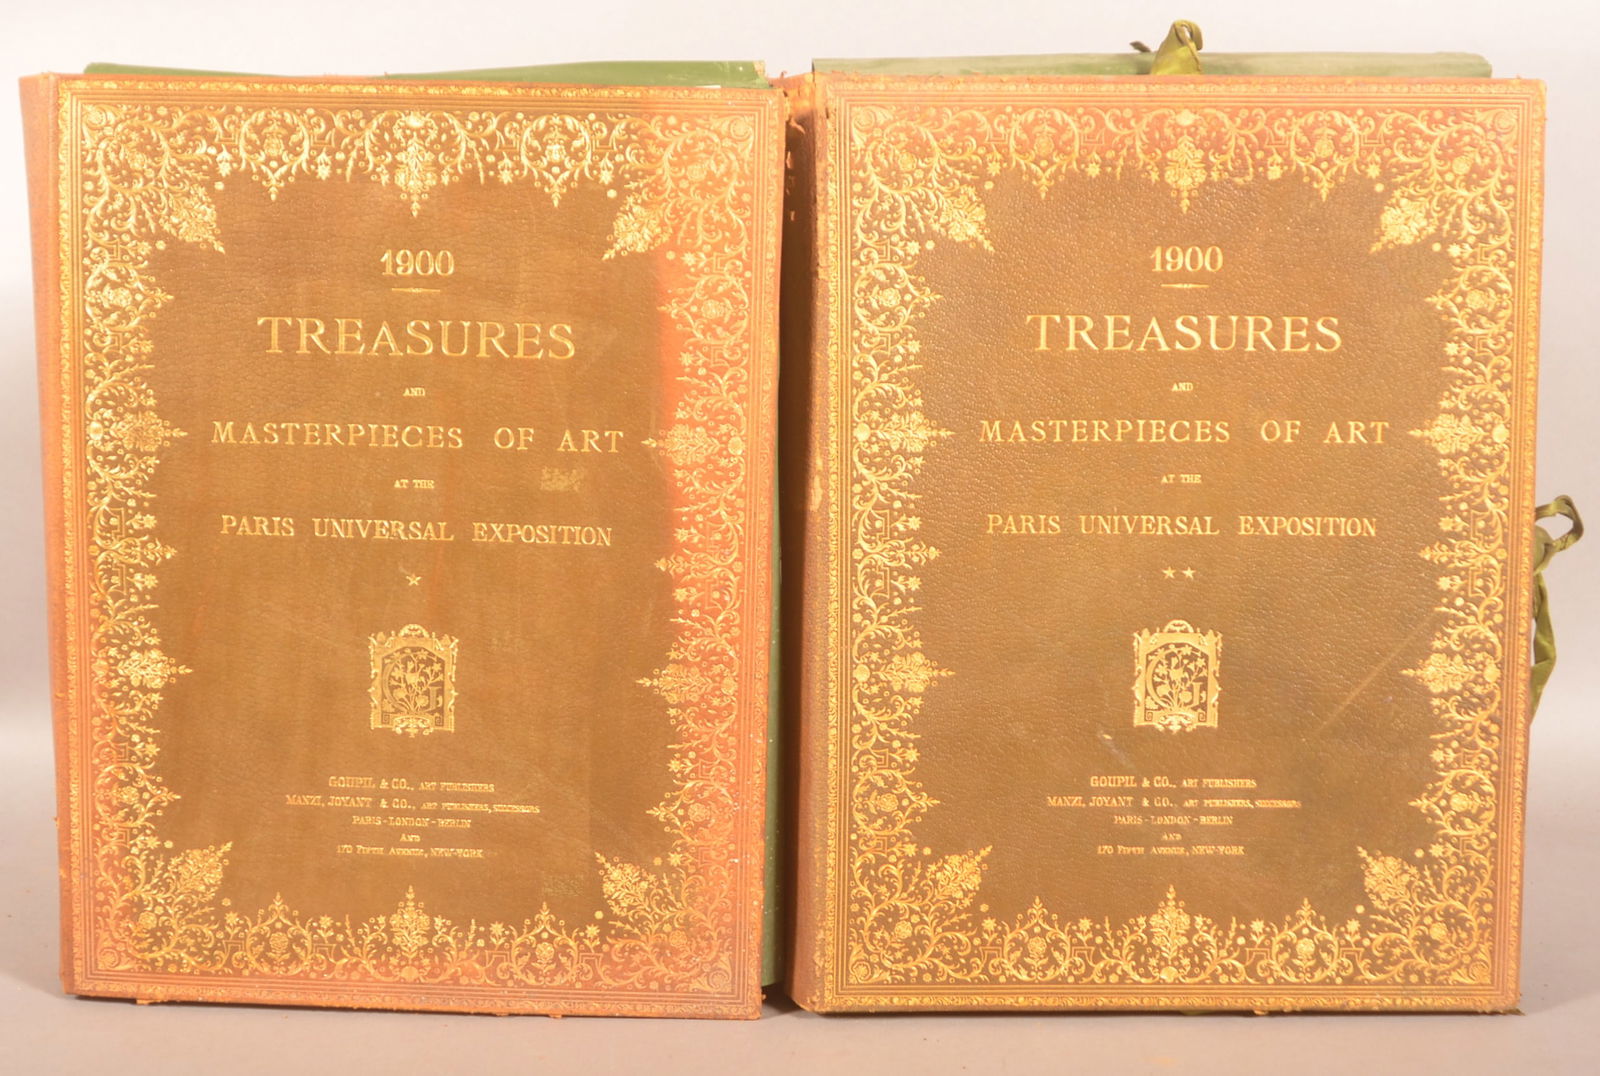 1900
TREASURES
AND
MASTERPIECES OF ART
AT THE
PARIS UNIVERSAL EXPOSITION
GOUPIL & CO., ART PUBLISHERS
MANZI, JOYANT & CO., ART PUBLISHERS, SUCCESSORS
PARIS-LONDON-BERLIN
AND
170 FIFTH AVENUE, NEW-YORK
1900
TREASURES
AND
MASTERPIECES OF ART
AT THE
PARIS UNIVERSAL EXPOSITION
GOUPIL & CO., ART PUBLISHERS
MANZI, JOYANT & CO., ART PUBLISHERS, SUCCESSORS
PARIS-LONDON-BERLIN
AND
170 FIFTH AVENUE, NEW-YORK